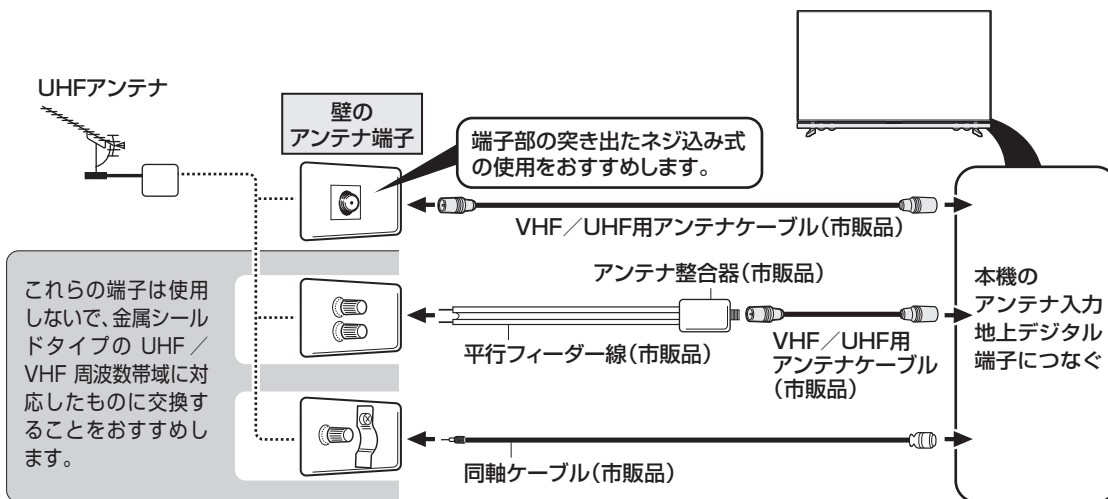 UHFアンテナ
壁の
アンテナ端子
端子部の突き出たネジ込み式
の使用をおすすめします。
VHF／UHF用アンテナケーブル（市販品）
これらの端子は使用
しないで、金属シール
ドタイプの UHF ／
VHF 周波数帯域に対
応したものに交換す
ることをおすすめし
ます。
アンテナ整合器（市販品）
平行フィーダー線（市販品）
VHF／UHF用
アンテナケーブル
（市販品）
同軸ケーブル（市販品）
本機の
アンテナ入力
地上デジタル
端子につなぐ